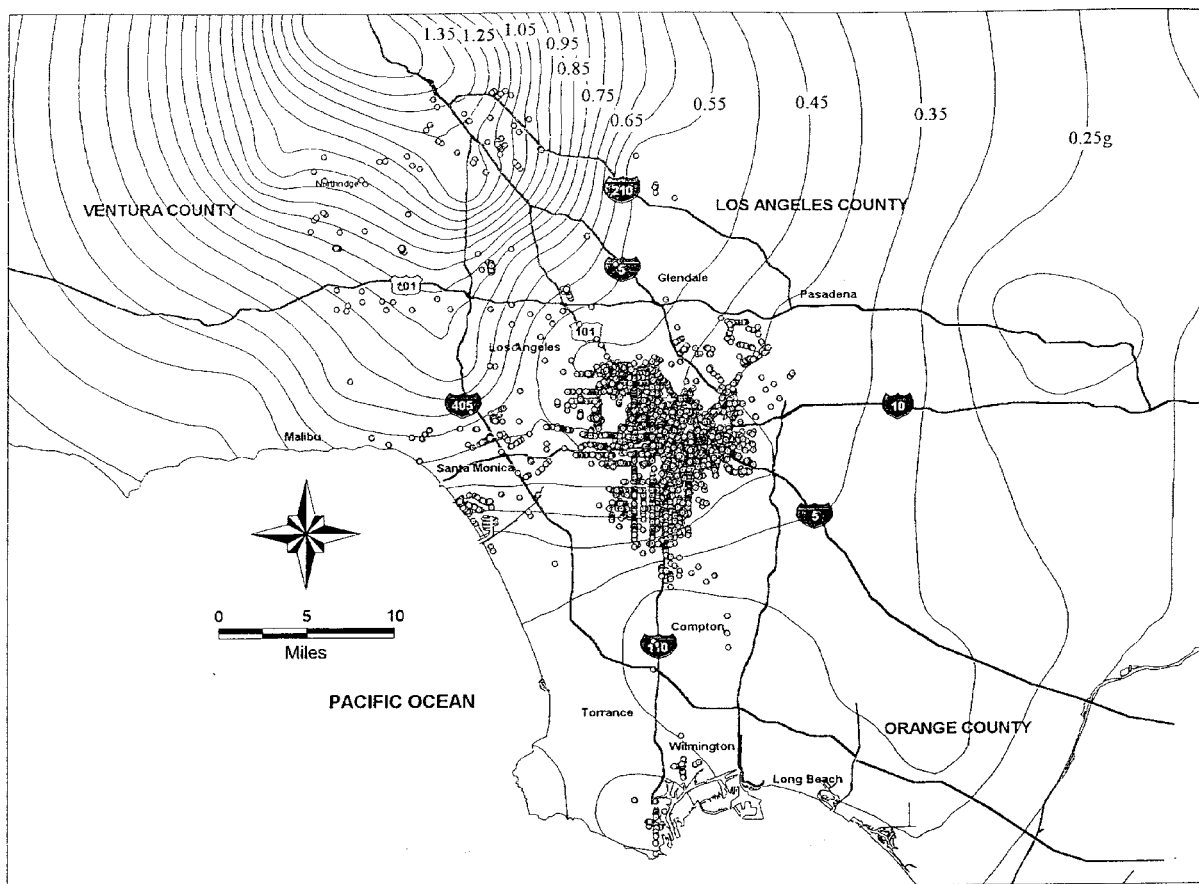 1.35
1.25
1.05
0.95
0.85
0.75
0.65
0.55
0.45
0.35
0.25g
Northridge
210
VENTURA COUNTY
LOS ANGELES COUNTY
5
Glendale
101
Pasadena
101
Los Angeles
405
10
Malibu
Santa Monica
5
0 5 10
Miles
Compton
110
PACIFIC OCEAN
Torrance
ORANGE COUNTY
Wilmington
Long Beach